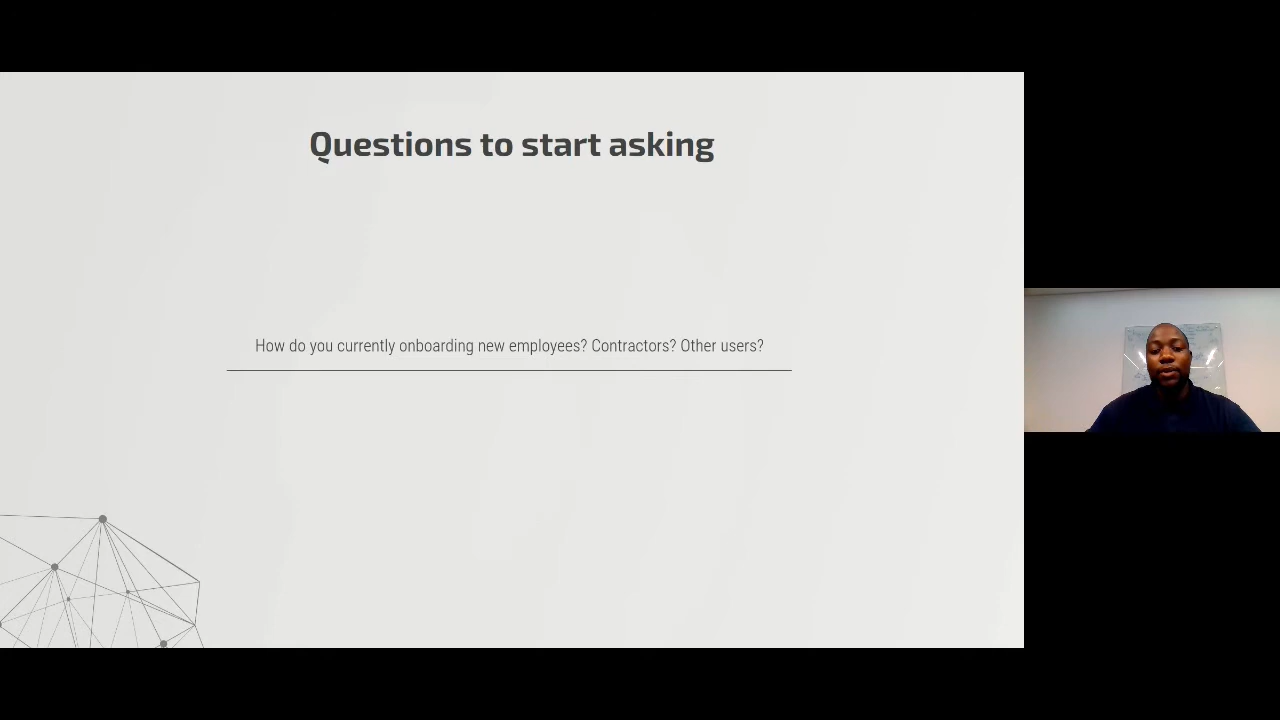 Questions to start asking
How do you currently onboarding new employees? Contractors? Other users?